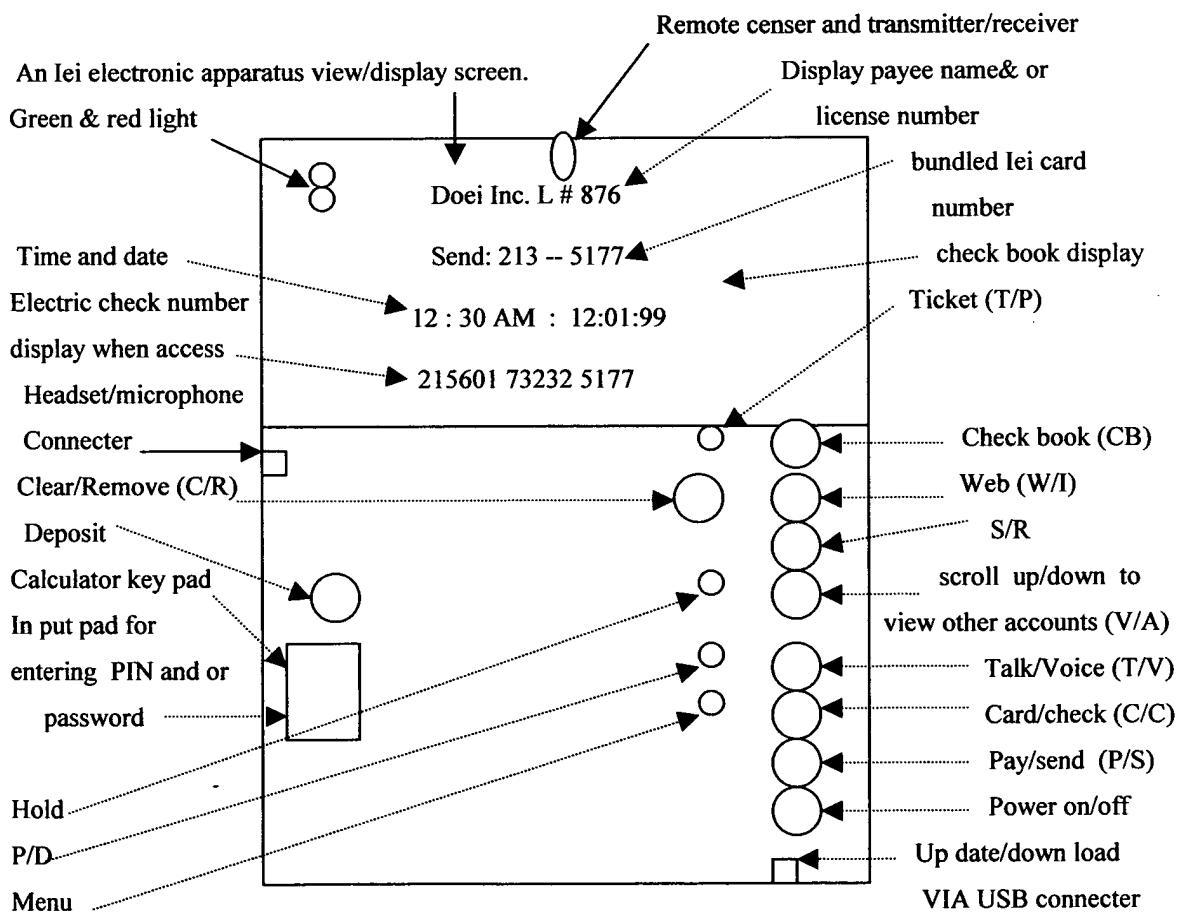 Remote censer and transmitter/receiver
An Iei electronic apparatus view/display screen.
Display payee name& or
license number
Green & red light
bundled Iei card
number
Doei Inc. L # 876
Send: 213 -- 5177
check book display
Time and date
Ticket (T/P)
Electric check number
display when access
12 : 30 AM : 12:01:99
215601 73232 5177
Headset/microphone
Connecter
Check book (CB)
Clear/Remove (C/R)
Web (W/I)
Deposit
S/R
Calculator key pad
scroll up/down to
view other accounts (V/A)
In put pad for
entering PIN and or
password
Talk/Voice (T/V)
Card/check (C/C)
Pay/send (P/S)
Hold
Power on/off
P/D
Up date/down load
VIA USB connecter
Menu